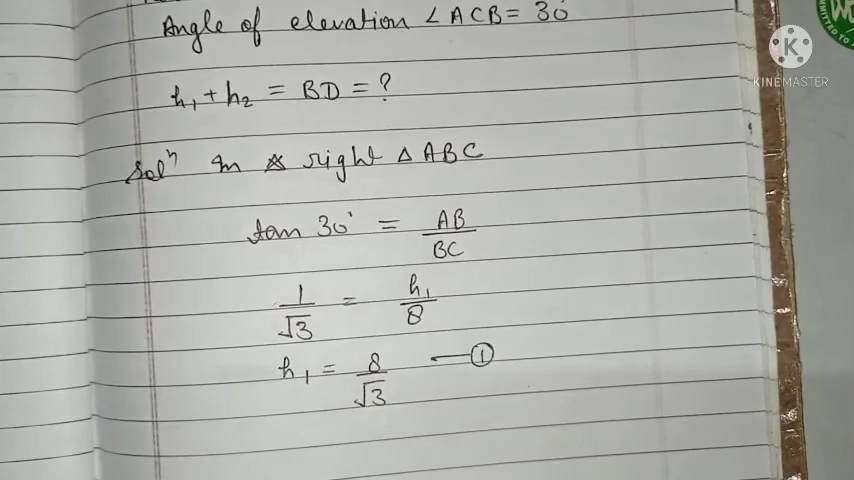 Angle of elevation ∠ACB = 30°
h₁ + h₂ = BD = ?
Solⁿ In right △ ABC
tan 30° = AB/BC
1/√3 = h₁/8
h₁ = 8/√3 — ①
KINEMASTER